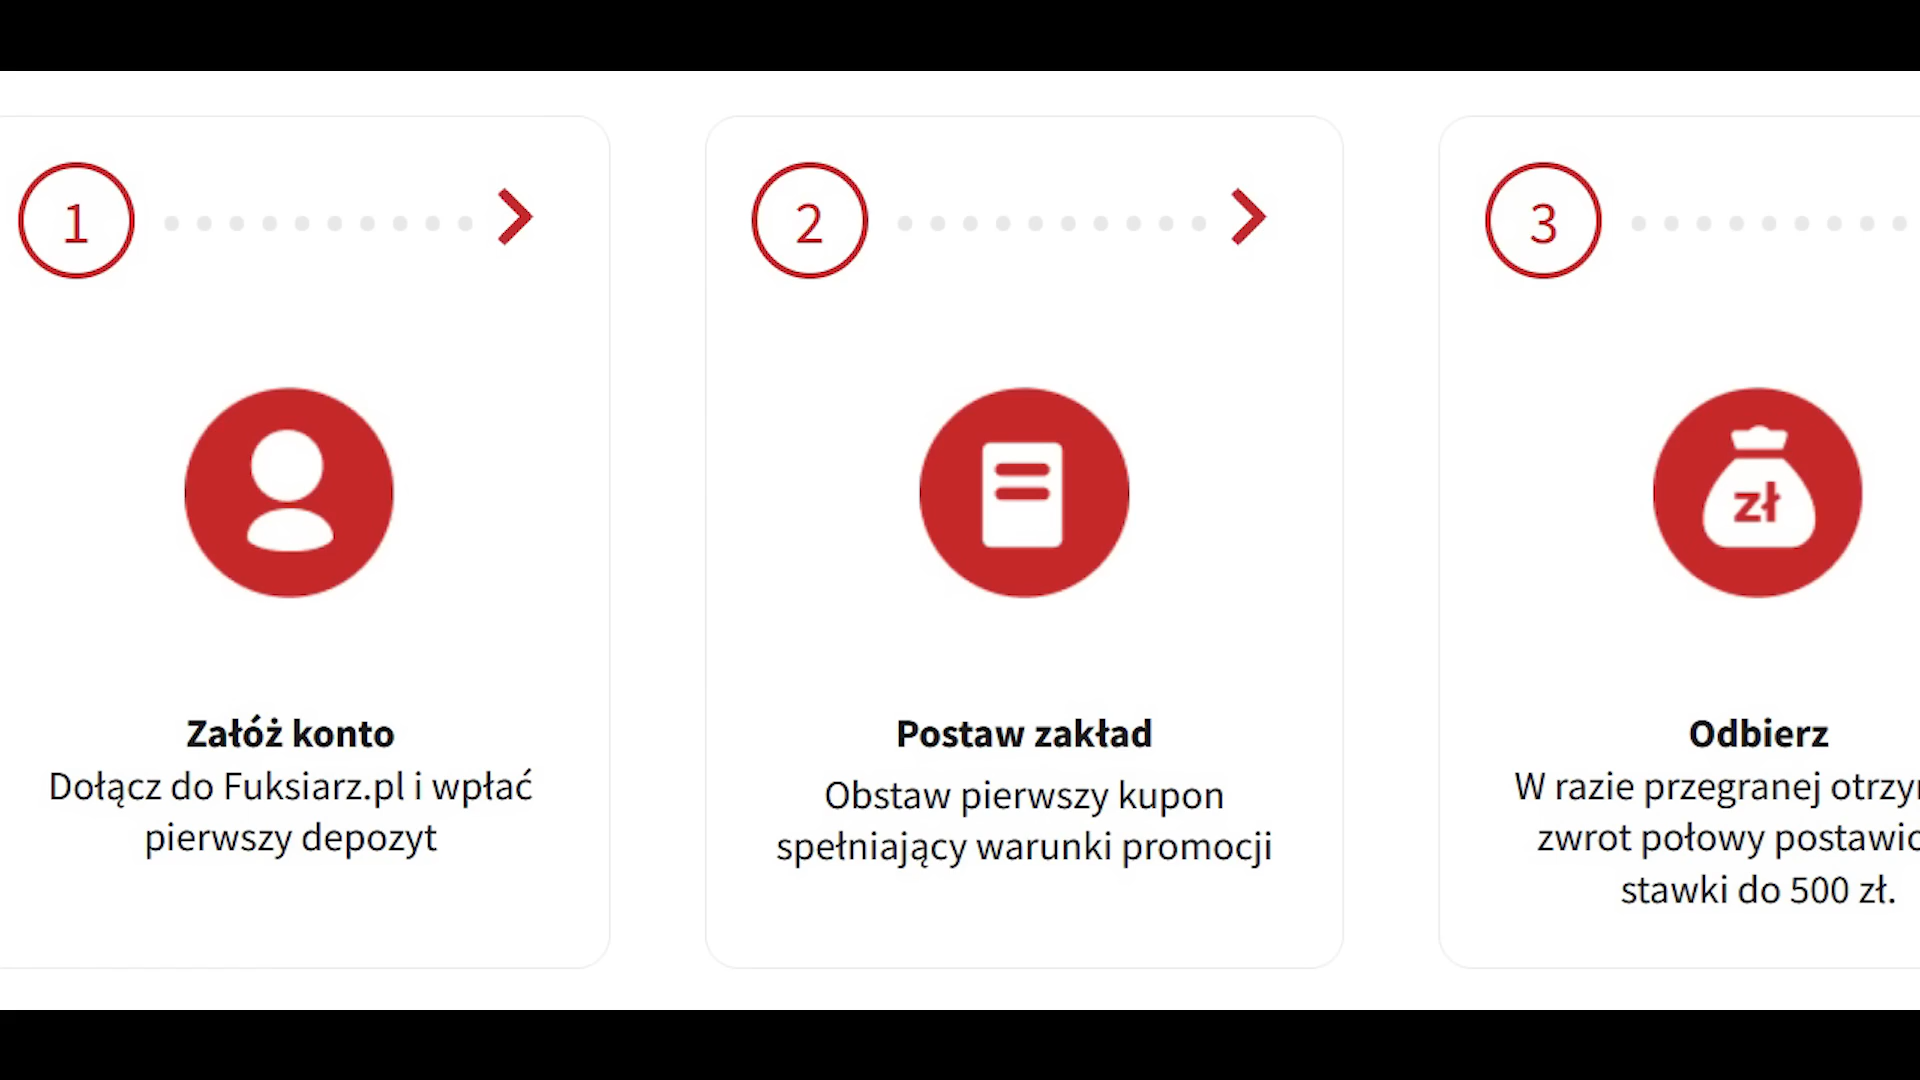 1
Załóż konto
Dołącz do Fuksiarz.pl i wpłać
pierwszy depozyt
2
Postaw zakład
Obstaw pierwszy kupon
spełniający warunki promocji
3
zł
Odbierz
W razie przegranej
zwrot połowy
stawki do 500 zł.